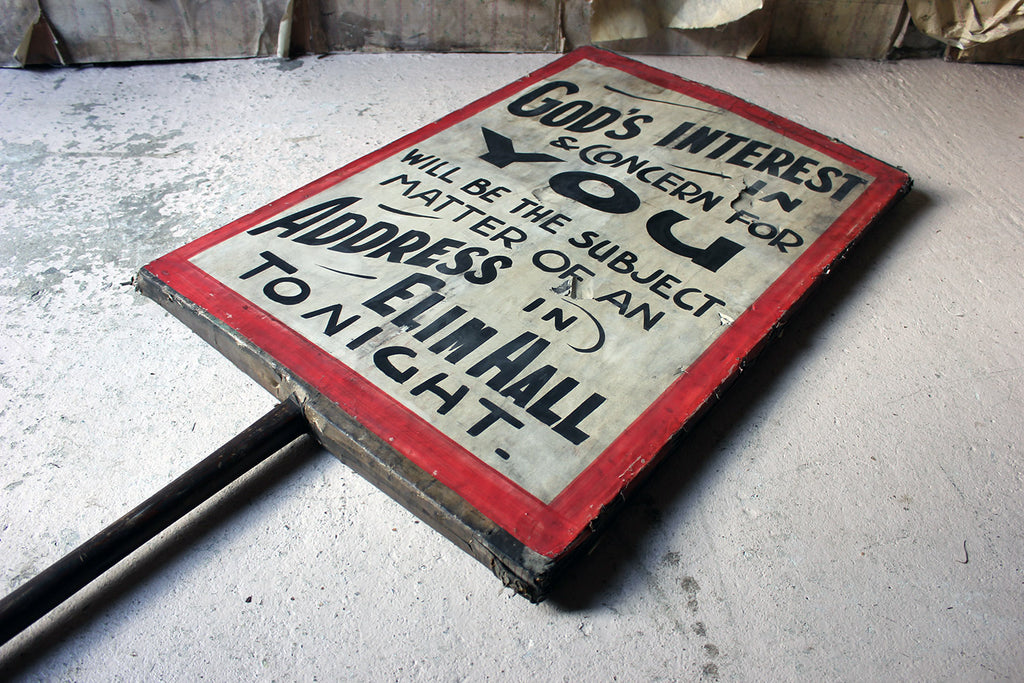 GOD'S INTEREST IN
& CONCERN FOR
YOU
WILL BE THE SUBJECT-
MATTER OF AN
ADDRESS IN
ELIM HALL
TONIGHT.